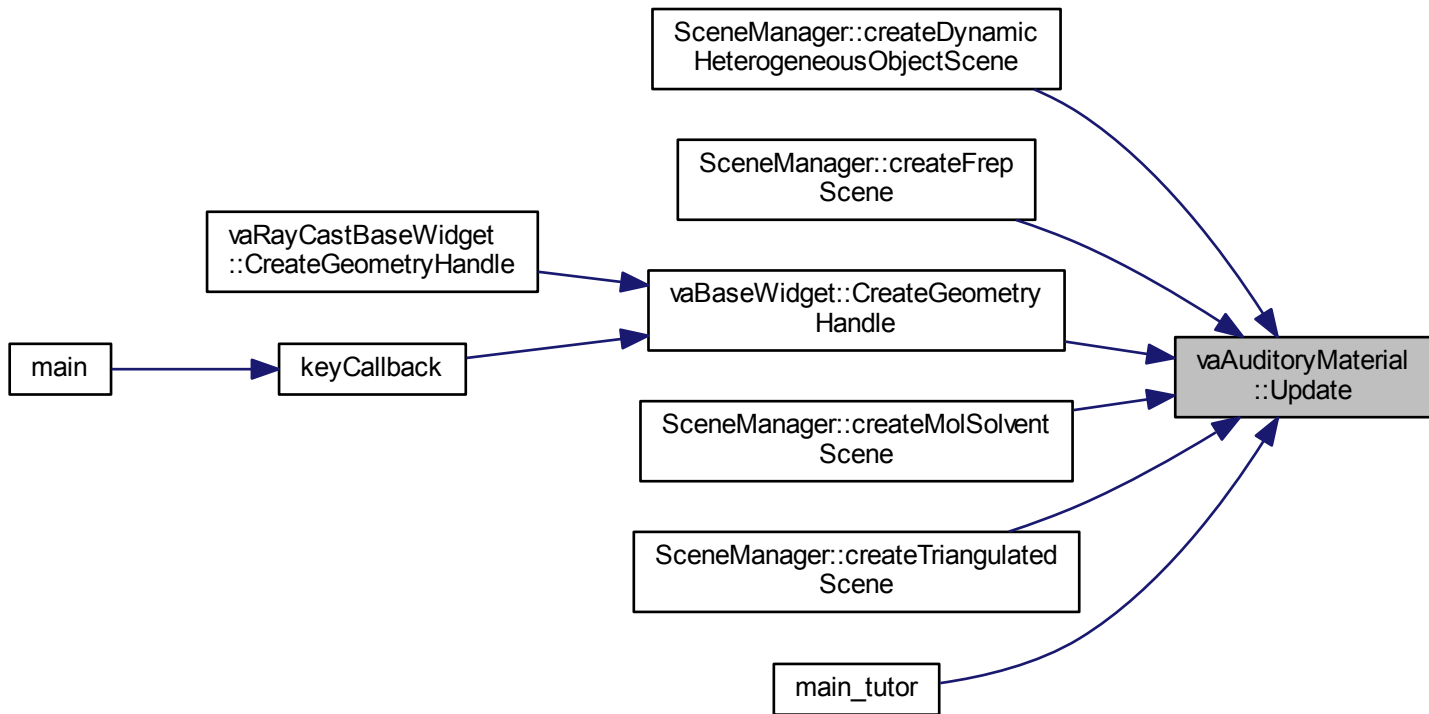 SceneManager::createDynamic
HeterogeneousObjectScene
SceneManager::createFrep
Scene
vaRayCastBaseWidget
::CreateGeometryHandle
vaBaseWidget::CreateGeometry
Handle
main
keyCallback
vaAuditoryMaterial
::Update
SceneManager::createMolSolvent
Scene
SceneManager::createTriangulated
Scene
main_tutor